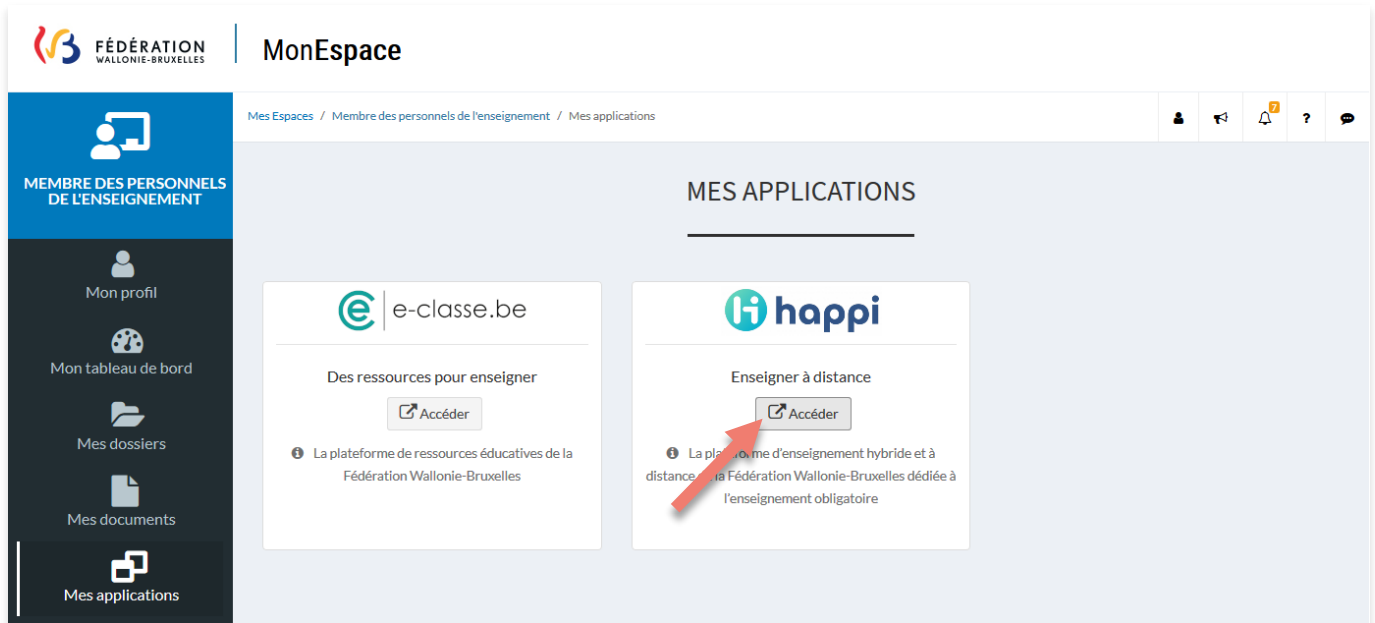 FÉDÉRATION
WALLONIE-BRUXELLES
MonEspace
MEMBRE DES PERSONNELS
DE L'ENSEIGNEMENT
Mon profil
Mon tableau de bord
Mes dossiers
Mes documents
Mes applications
Mes Espaces / Membre des personnels de l'enseignement / Mes applications
7
?
MES APPLICATIONS
e e-classe.be
Des ressources pour enseigner
Accéder
La plateforme de ressources éducatives de la
Fédération Wallonie-Bruxelles
happi
Enseigner à distance
Accéder
La d'enseignement hybride et à
distance la Fédération Wallonie-Bruxelles dédiée à
l'enseignement obligatoire